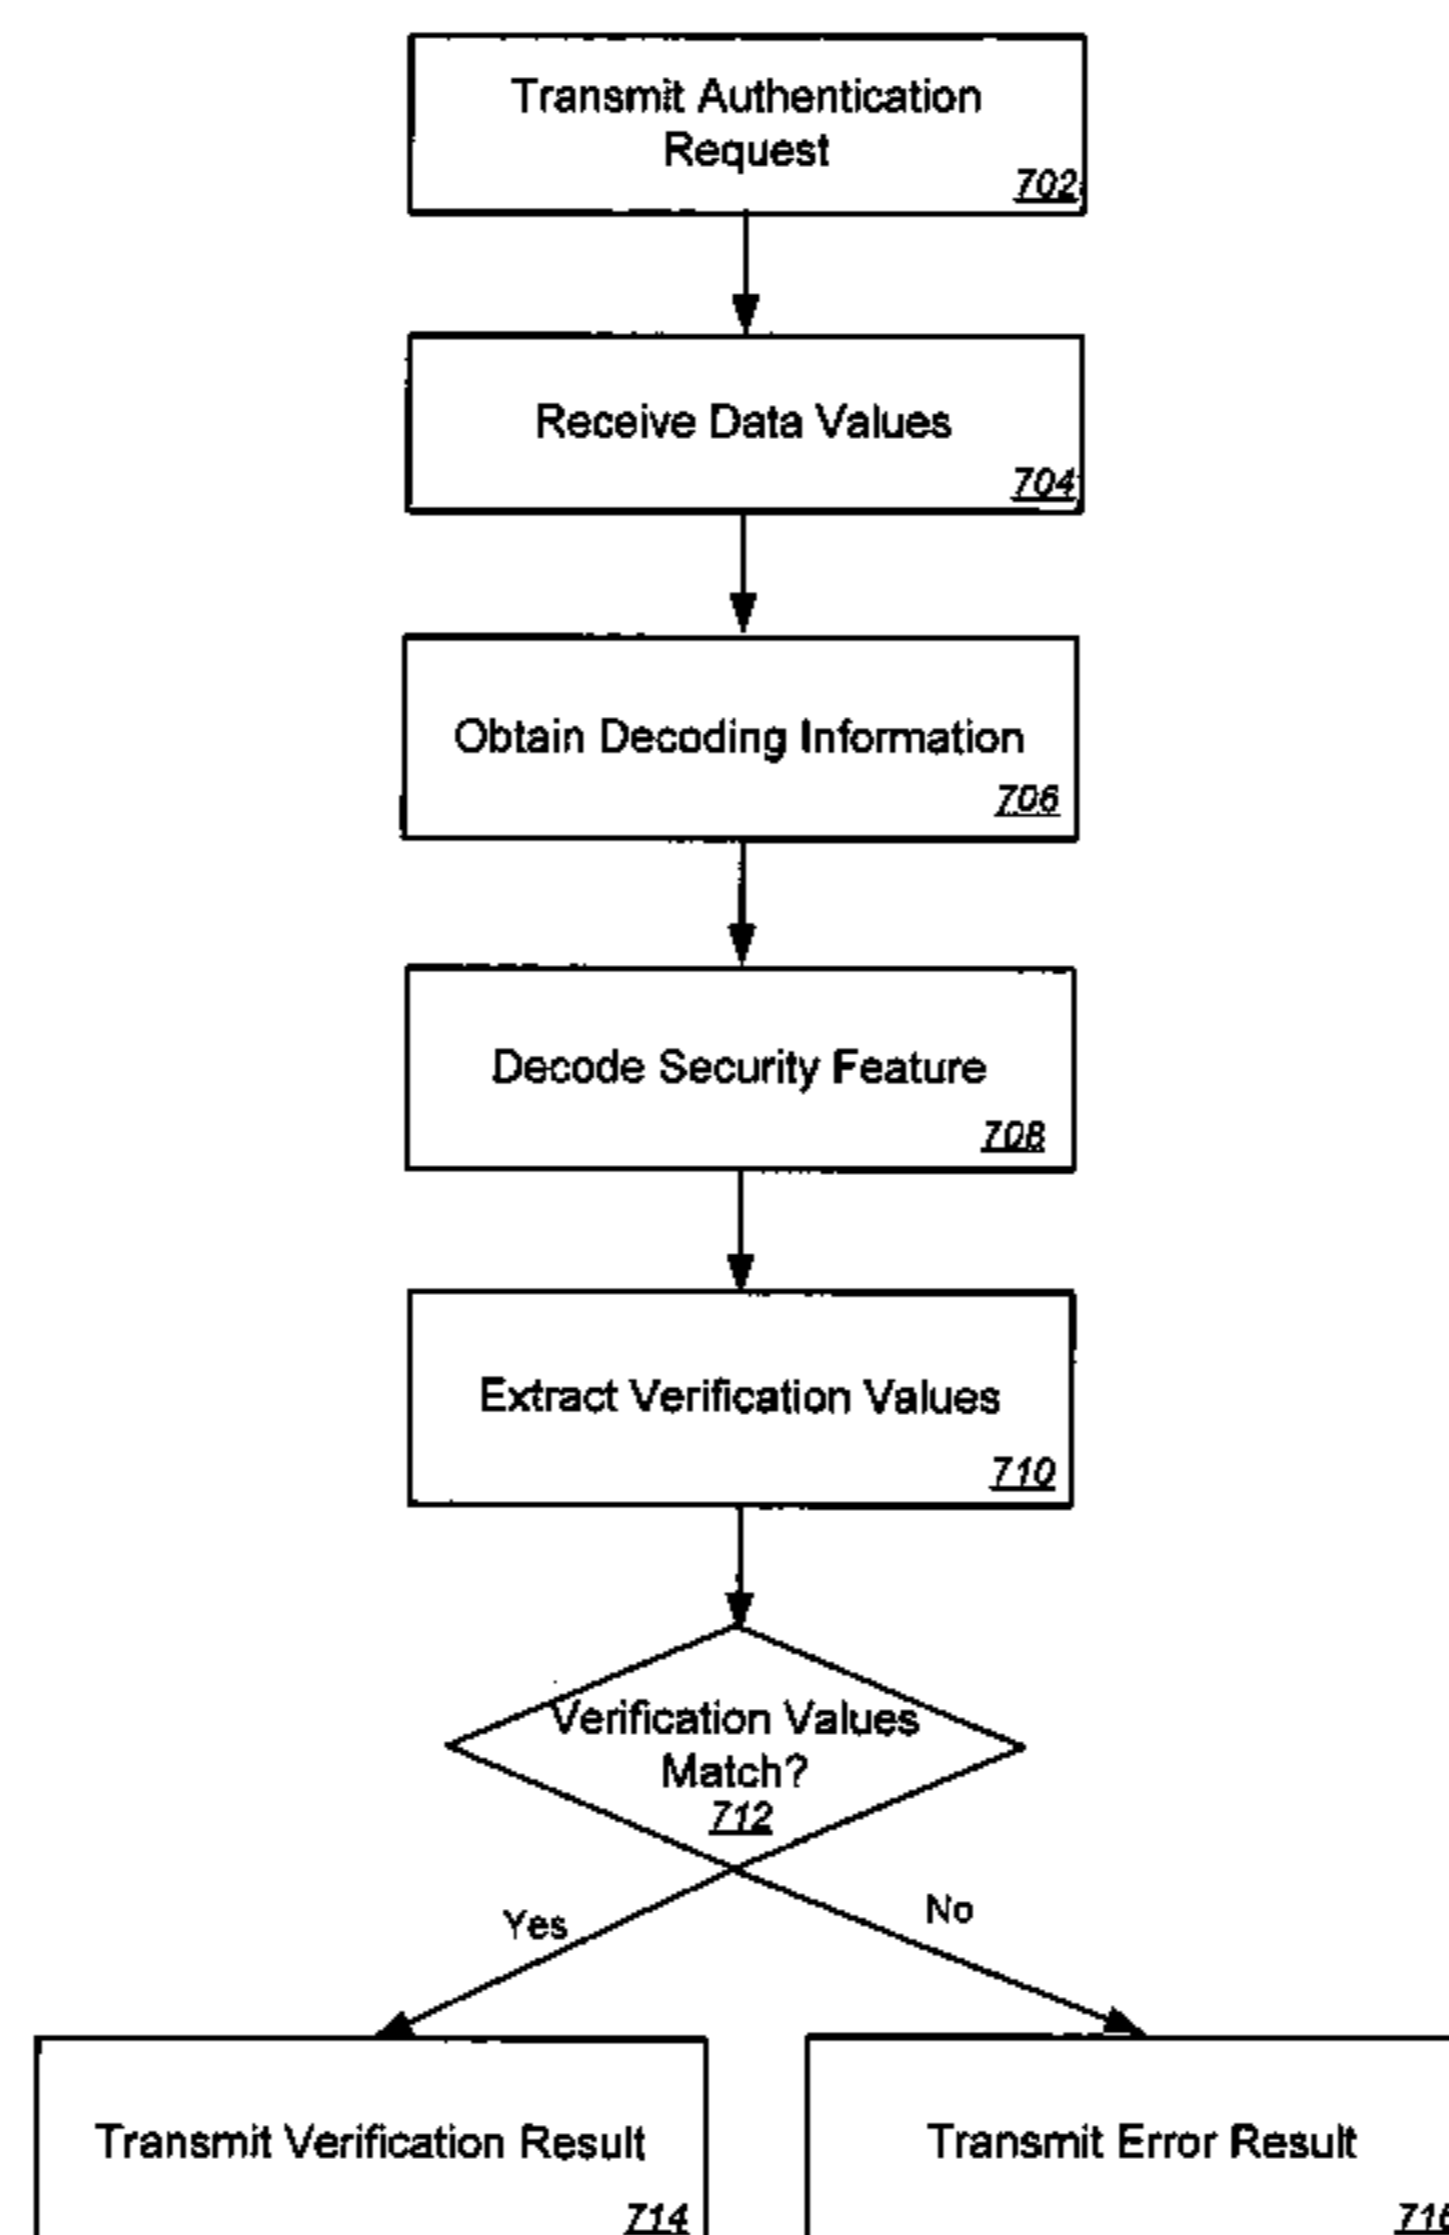 Transmit Authentication
Request
702
Receive Data Values
704
Obtain Decoding Information
706
Decode Security Feature
708
Extract Verification Values
710
Verification Values
Match?
712
Yes
No
Transmit Verification Result
714
Transmit Error Result